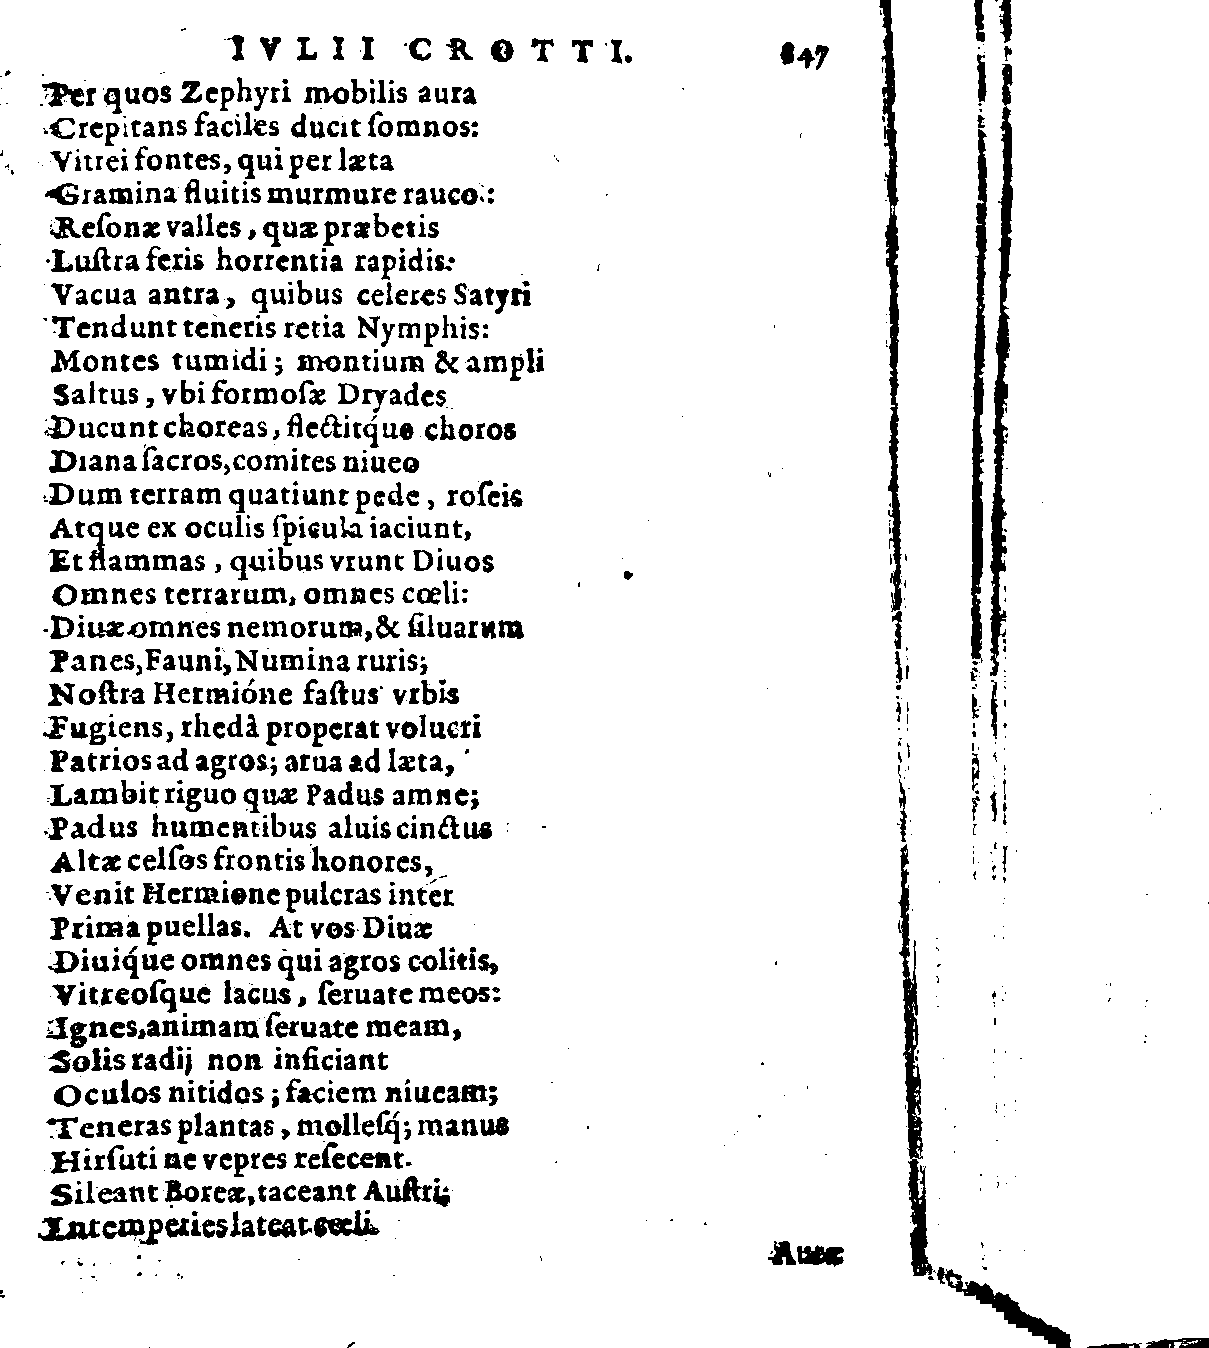 IVLII CROTTI. 847
Per quos Zephyri mobilis aura
Crepitans faciles ducit ſomnos:
Vitrei fontes, qui per læta
Gramina fluitis murmure rauco:
Reſonæ valles, quæ præbetis
Luſtra feris horrentia rapidis:
Vacua antra, quibus celeres Satyri
Tendunt teneris retia Nymphis:
Montes tumidi; montium & ampli
Saltus, vbi formoſæ Dryades
Ducunt choreas, flectitq́ue choros
Diana ſacros, comites niueo
Dum terram quatiunt pede, roſeis
Atque ex oculis ſpicula iaciunt,
Et flammas, quibus vrunt Diuos
Omnes terrarum, omnes cœli:
Diuæ omnes nemorum, & ſiluarum
Panes, Fauni, Numina ruris;
Noſtra Hermióne faſtus vrbis
Fugiens, rhedà properat volucri
Patrios ad agros; arua ad læta,
Lambit riguo quæ Padus amne;
Padus humentibus aluis cinctus
Altæ celſos frontis honores,
Venit Hermione pulcras inter
Prima puellas. At vos Diuæ
Diuiq́ue omnes qui agros colitis,
Vitreoſque lacus, ſeruate meos:
Ignes, animam ſeruate meam,
Solis radij non inficiant
Oculos nitidos; faciem niueam;
Teneras plantas, molleſq́; manus
Hirſuti ne vepres reſecent.
Sileant Boreæ, taceant Auſtri;
Intemperies lateat cœli.
Auræ